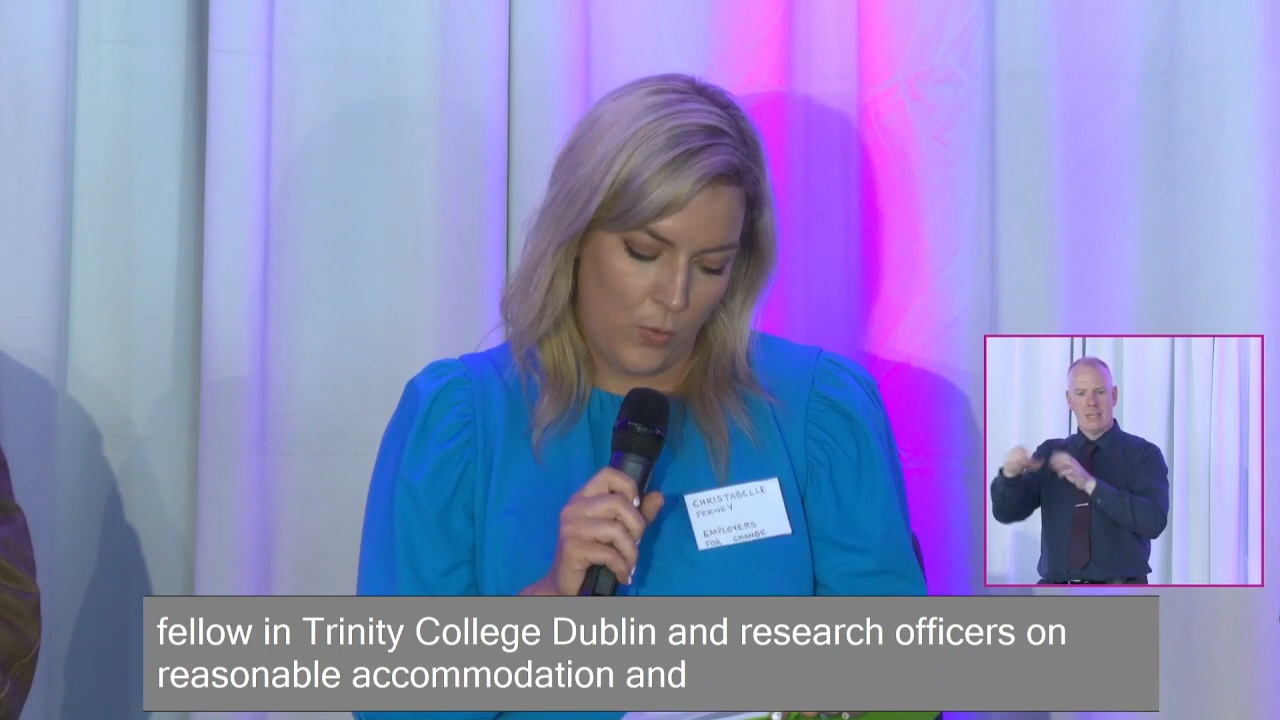 CHRISTABELLE
FEENEY
EMPLOYERS
FOR CHANGE
fellow in Trinity College Dublin and research officers on
reasonable accommodation and